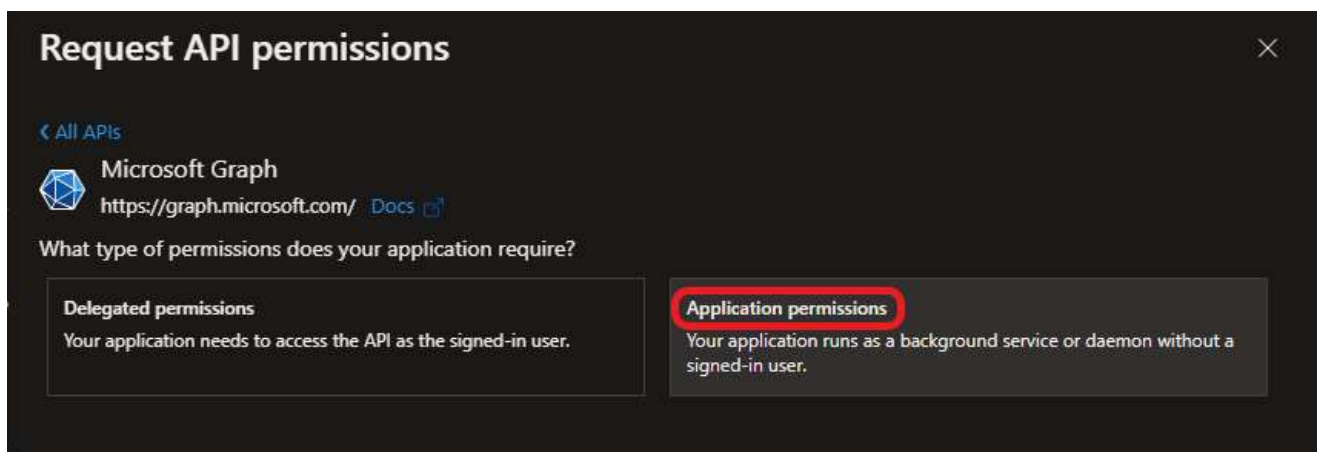 Request API permissions
All APIs
Microsoft Graph
https://graph.microsoft.com/ Docs
What type of permissions does your application require?
Delegated permissions
Your application needs to access the API as the signed-in user.
Application permissions
Your application runs as a background service or daemon without a
signed-in user.